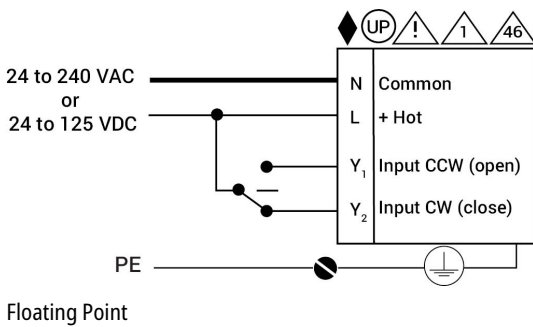 UP ! 1 46
24 to 240 VAC
or
24 to 125 VDC
N Common
L + Hot
Y1 Input CCW (open)
Y2 Input CW (close)
PE
Floating Point